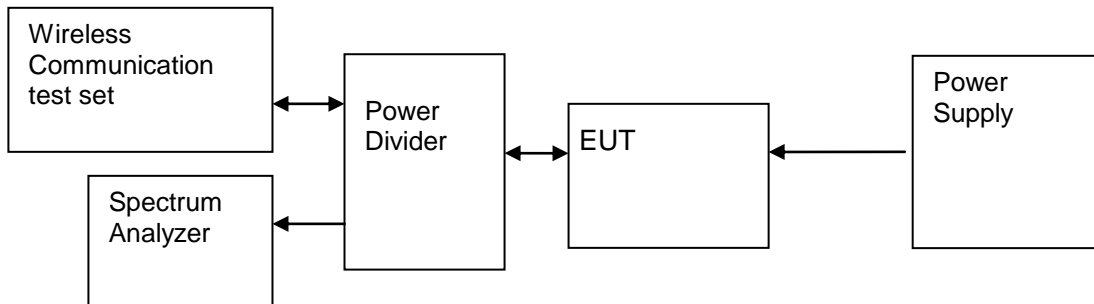 Wireless
Communication
test set
Power
Divider
EUT
Power
Supply
Spectrum
Analyzer